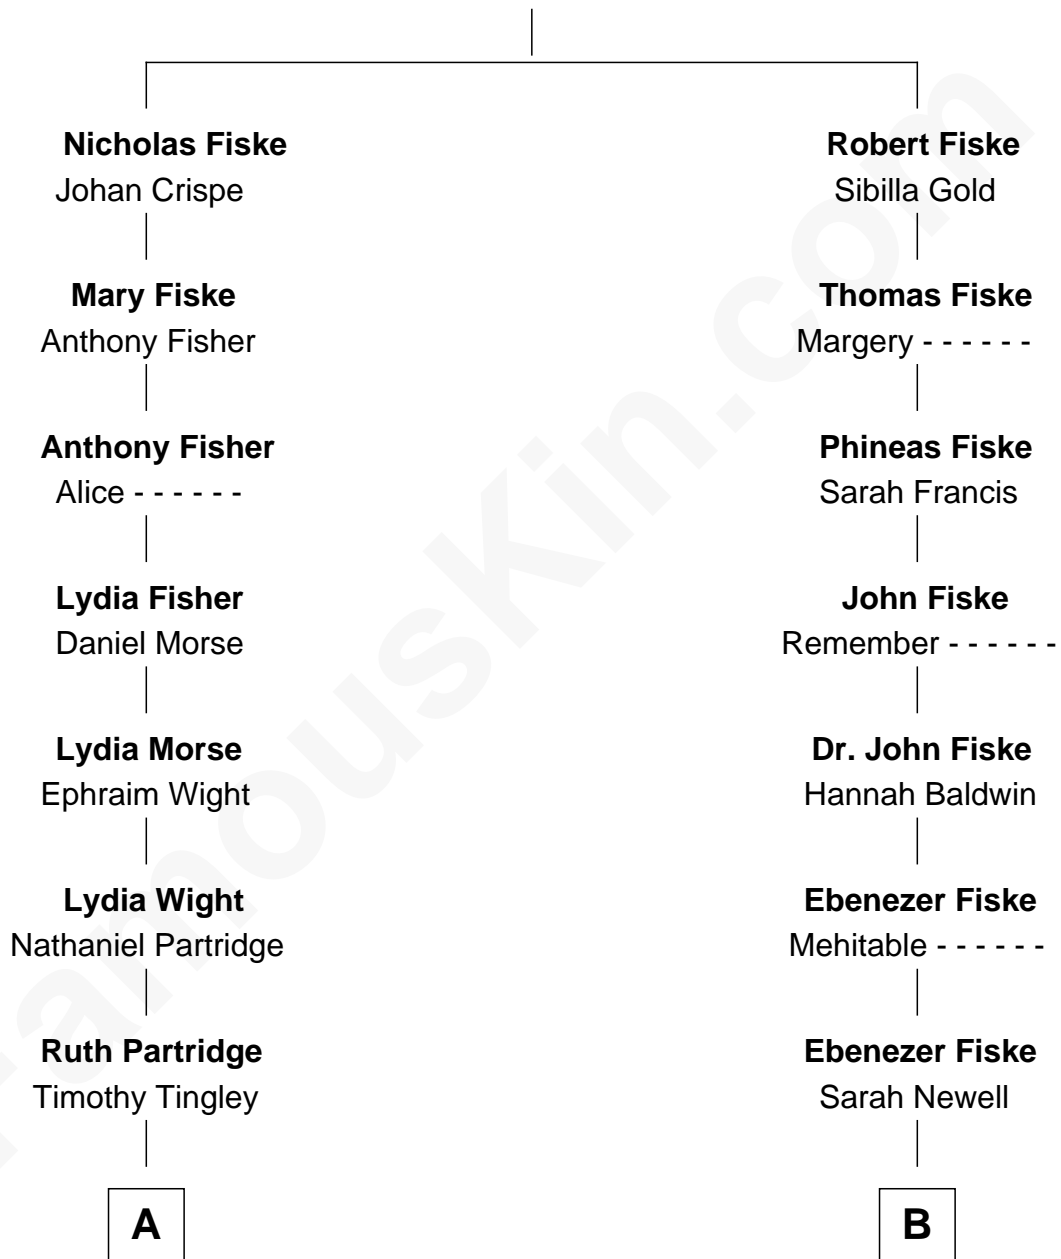 Nicholas Fiske
Johan Crispe
Mary Fiske
Anthony Fisher
Anthony Fisher
Alice - - - - - -
Lydia Fisher
Daniel Morse
Lydia Morse
Ephraim Wight
Lydia Wight
Nathaniel Partridge
Ruth Partridge
Timothy Tingley
A
Robert Fiske
Sibilla Gold
Thomas Fiske
Margery - - - - - -
Phineas Fiske
Sarah Francis
John Fiske
Remember - - - - - -
Dr. John Fiske
Hannah Baldwin
Ebenezer Fiske
Mehitable - - - - - -
Ebenezer Fiske
Sarah Newell
B
FamousKin.com